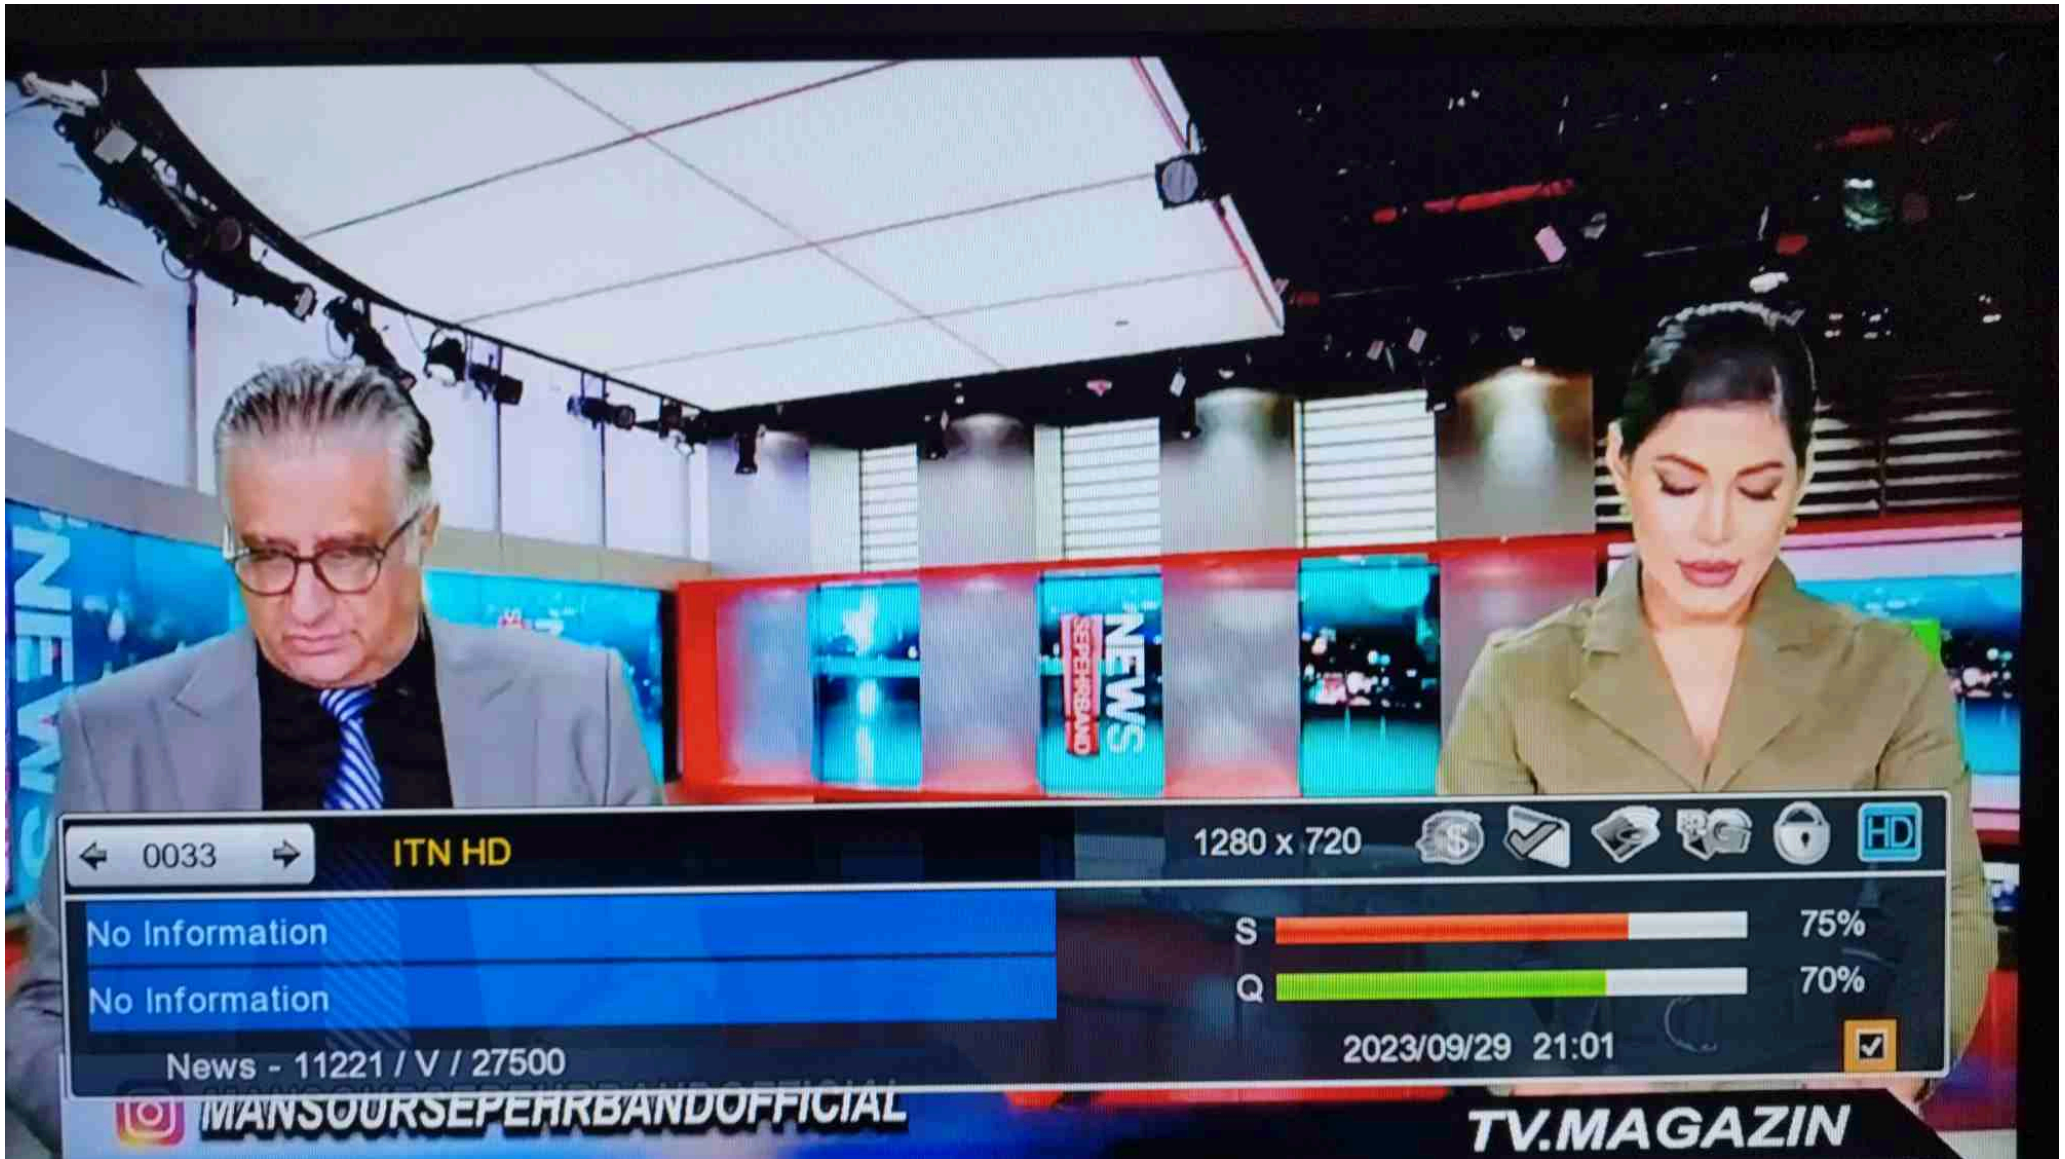 NEWS
NEWS
SEPEHRBAND
0033
ITN HD
1280 x 720
$
HD
No Information
S
75%
No Information
Q
70%
News - 11221 / V / 27500
2023/09/29 21:01
MANSOURSEPEHRBANDOFFICIAL
TV.MAGAZIN